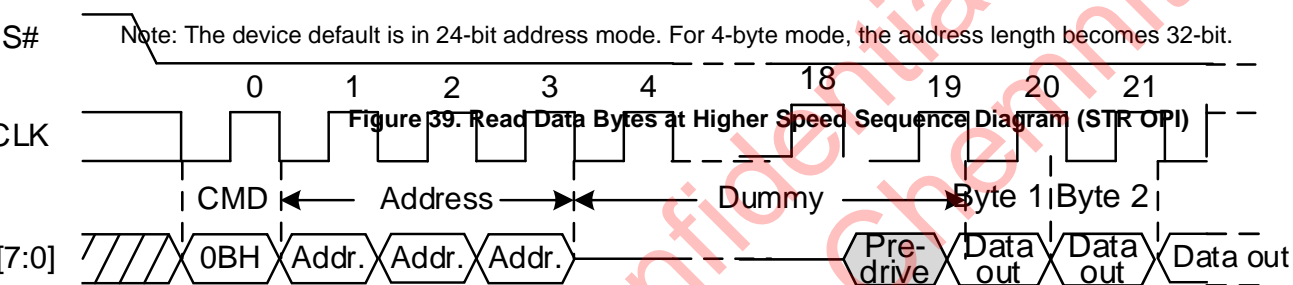 S#
Note: The device default is in 24-bit address mode. For 4-byte mode, the address length becomes 32-bit.
0 1 2 3 4 18 19 20 21
Figure 39. Read Data Bytes at Higher Speed Sequence Diagram (STR OPI)
CLK
CMD Address Dummy Byte 1 Byte 2
[7:0] 0BH Addr. Addr. Addr. Pre-drive Data out Data out Data out